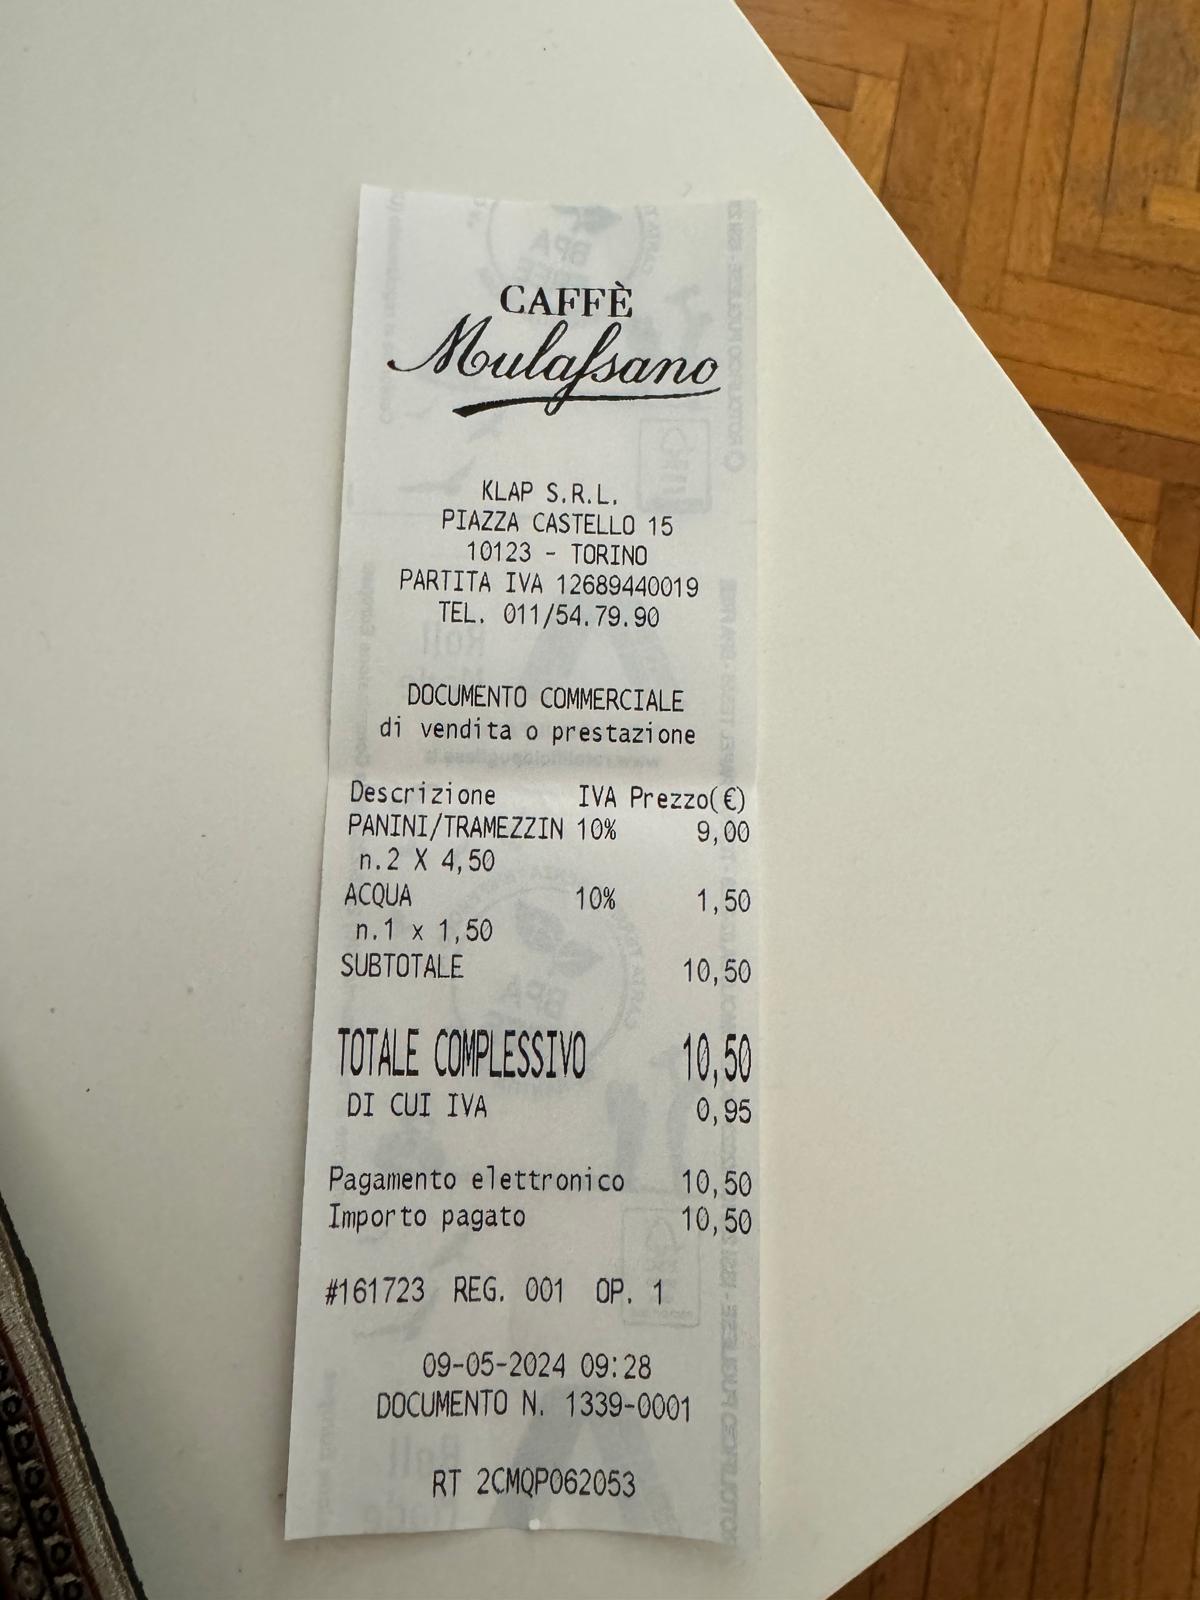 CAFFÈ
Mulassano
KLAP S.R.L.
PIAZZA CASTELLO 15
10123 - TORINO
PARTITA IVA 12689440019
TEL. 011/54.79.90
DOCUMENTO COMMERCIALE
di vendita o prestazione
Descrizione IVA Prezzo(€)
PANINI/TRAMEZZIN 10% 9,00
n.2 X 4,50
ACQUA 10% 1,50
n.1 x 1,50
SUBTOTALE 10,50
TOTALE COMPLESSIVO 10,50
DI CUI IVA 0,95
Pagamento elettronico 10,50
Importo pagato 10,50
#161723 REG. 001 OP. 1
09-05-2024 09:28
DOCUMENTO N. 1339-0001
RT 2CMQP062053